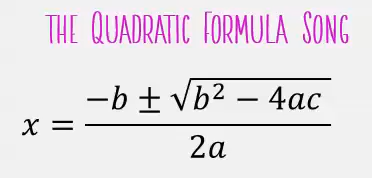 THE QUADRATIC FORMULA SONG
x = −b ± √b² − 4ac / 2a